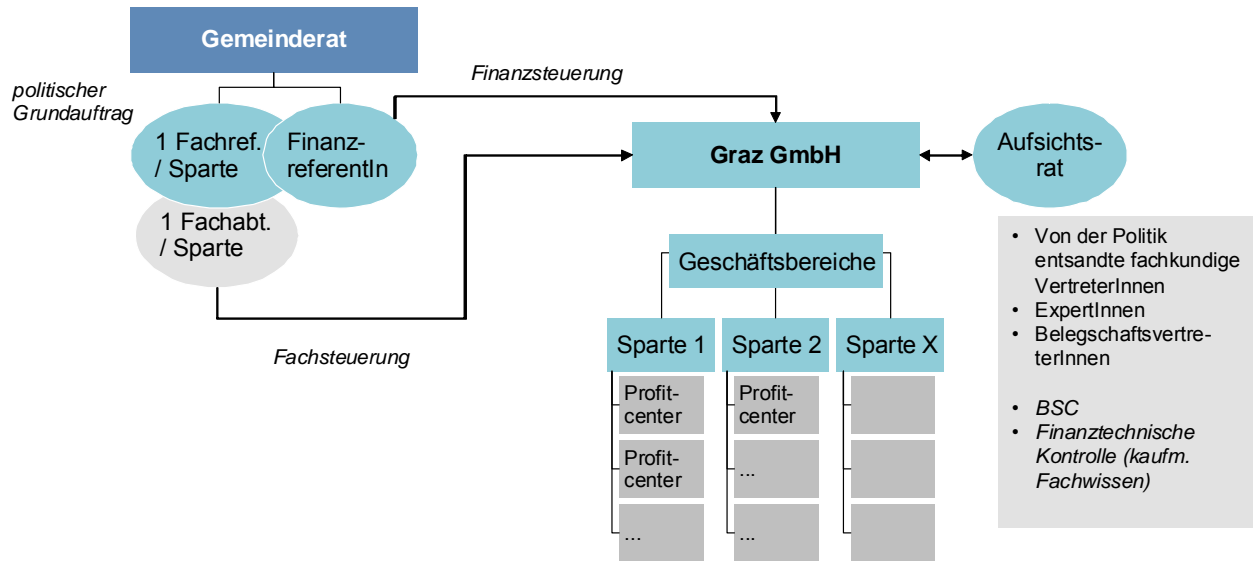 Gemeinderat
politischer
Grundauftrag
Finanzsteuerung
1 Fachref.
/ Sparte
Finanz-
referentIn
1 Fachabt.
/ Sparte
Fachsteuerung
Graz GmbH
Aufsichts-
rat
Geschäftsbereiche
Sparte 1
Sparte 2
Sparte X
Profit-
center
Profit-
center
...
Profit-
center
...
...
• Von der Politik
entsandte fachkundige
VertreterInnen
• ExpertInnen
• Belegschaftsvertre-
terInnen
• BSC
• Finanztechnische
Kontrolle (kaufm.
Fachwissen)